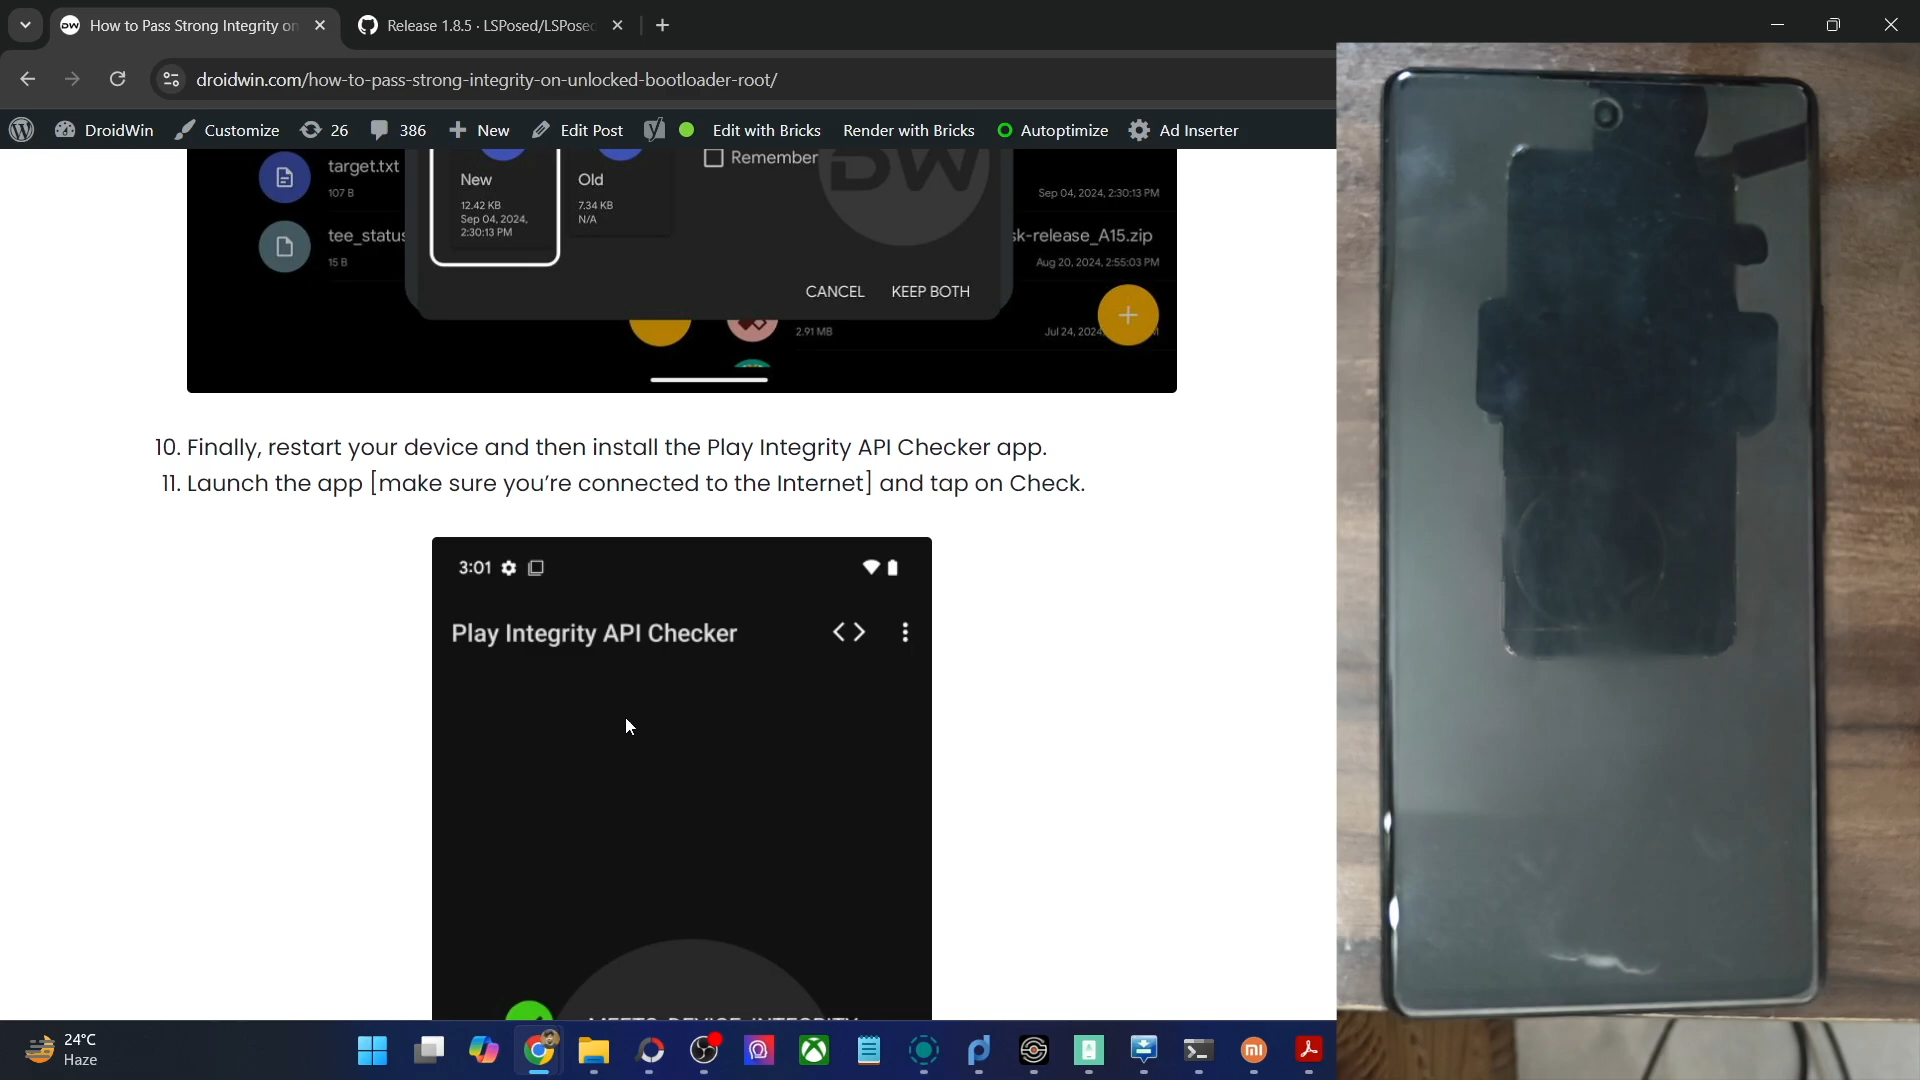 How to Pass Strong Integrity on
Release 1.8.5 · LSPosed/LSPosed
droidwin.com/how-to-pass-strong-integrity-on-unlocked-bootloader-root/
DroidWin
Customize
26
386
New
Edit Post
Edit with Bricks
Render with Bricks
Autoptimize
Ad Inserter
target.txt
107 B
tee_status
15 B
New
12.42 KB
Sep 04, 2024,
2:30:13 PM
Old
7.34 KB
N/A
Remember
DW
CANCEL
KEEP BOTH
Sep 04, 2024, 2:30:13 PM
sk-release_A15.zip
Aug 20, 2024, 2:55:03 PM
2.91 MB
Jul 24, 2024
10. Finally, restart your device and then install the Play Integrity API Checker app.
11. Launch the app [make sure you’re connected to the Internet] and tap on Check.
3:01
Play Integrity API Checker
MEETS_DEVICE_INTEGRITY
24°C
Haze